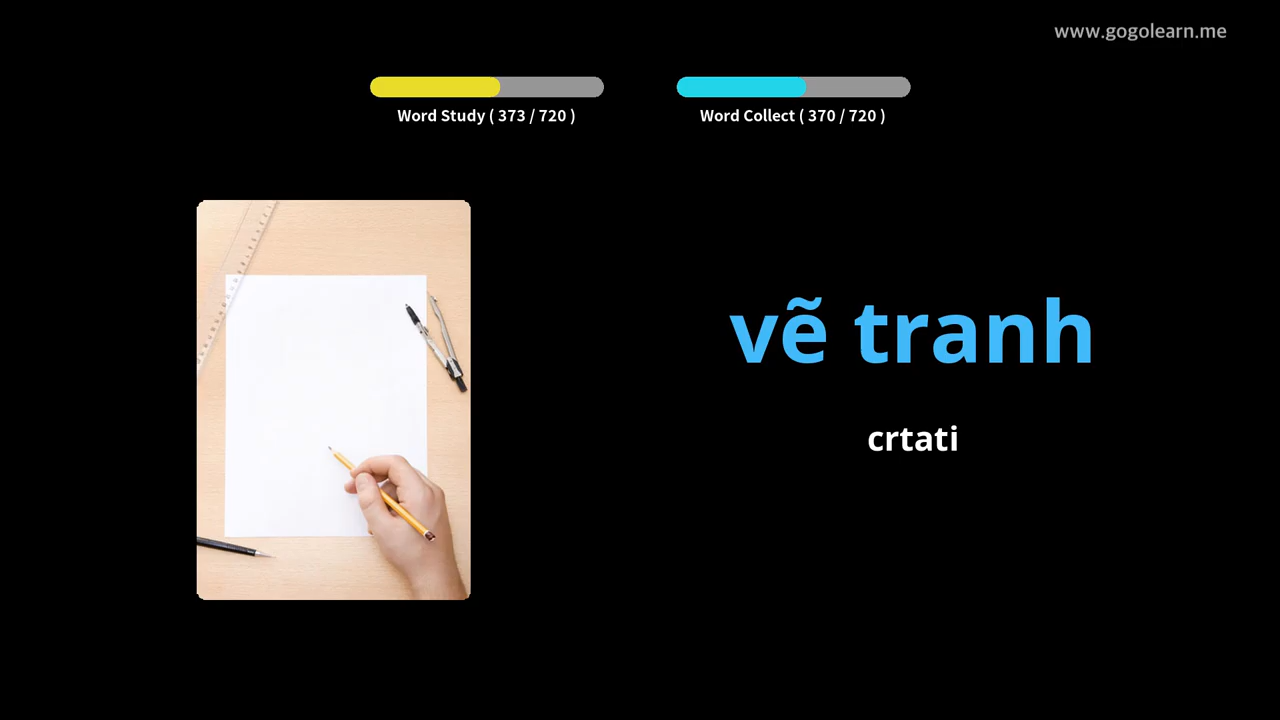 www.gogolearn.me
Word Study ( 373 / 720 )
Word Collect ( 370 / 720 )
vẽ tranh
crtati